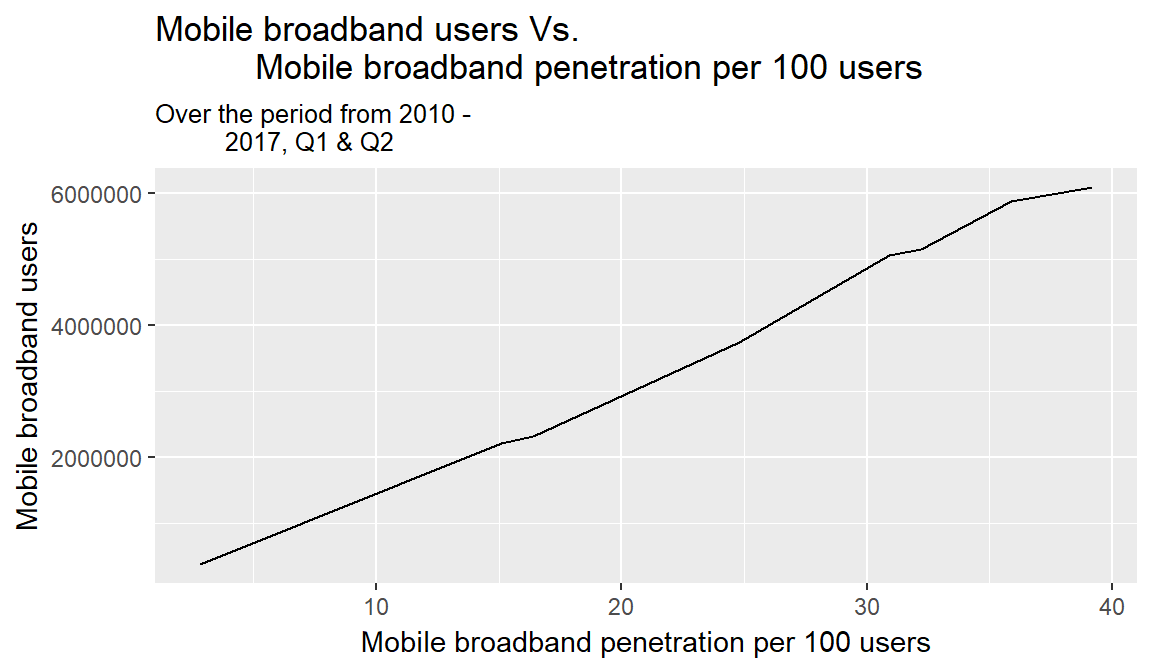 Mobile broadband users Vs.
Mobile broadband penetration per 100 users
Over the period from 2010 -
2017, Q1 & Q2
6000000
4000000
2000000
Mobile broadband users
10 20 30 40
Mobile broadband penetration per 100 users